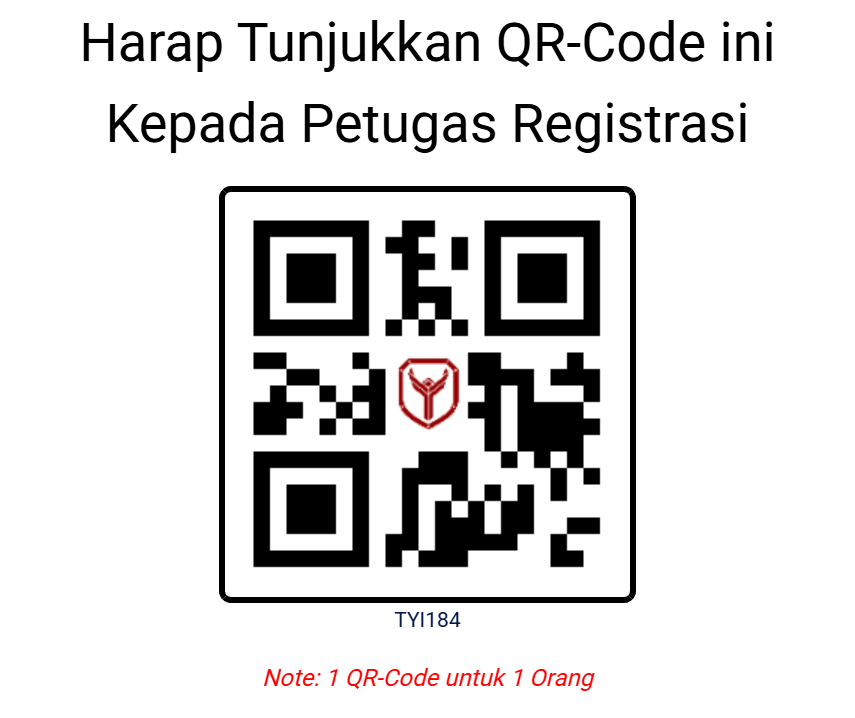 Harap Tunjukkan QR-Code ini
Kepada Petugas Registrasi
TYI184
Note: 1 QR-Code untuk 1 Orang